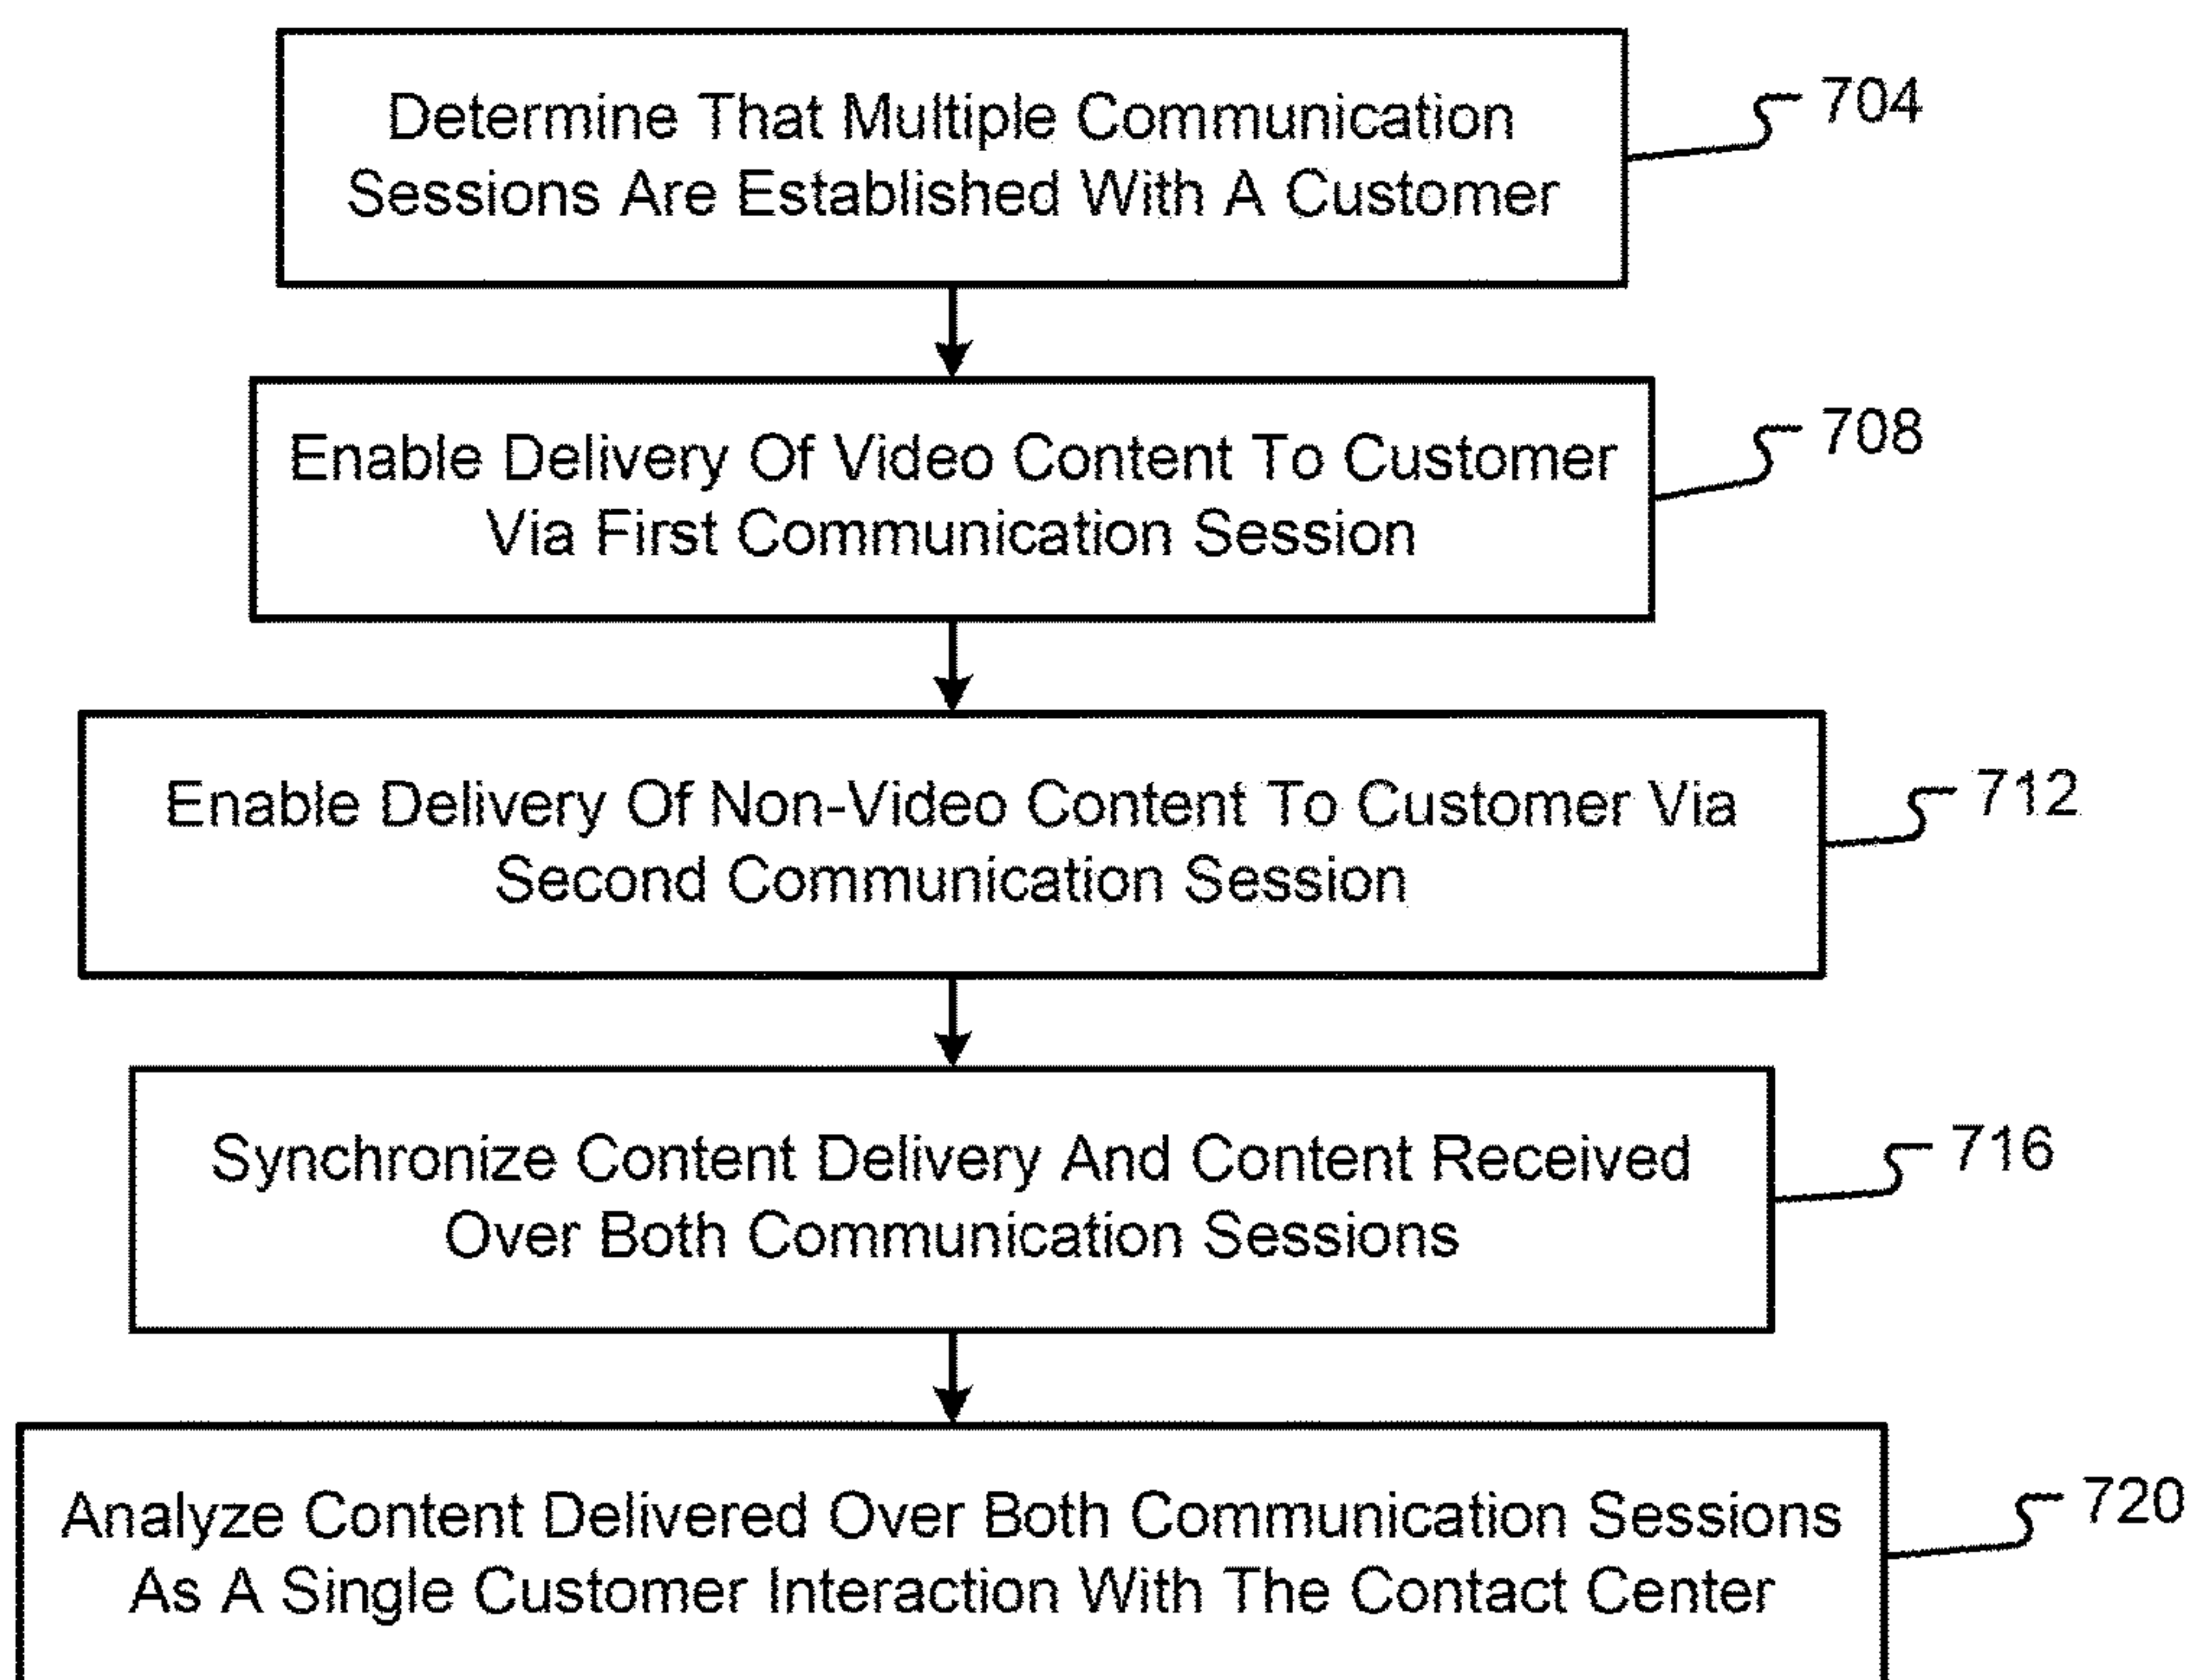 Determine That Multiple Communication
Sessions Are Established With A Customer
704
Enable Delivery Of Video Content To Customer
Via First Communication Session
708
Enable Delivery Of Non-Video Content To Customer Via
Second Communication Session
712
Synchronize Content Delivery And Content Received
Over Both Communication Sessions
716
Analyze Content Delivered Over Both Communication Sessions
As A Single Customer Interaction With The Contact Center
720